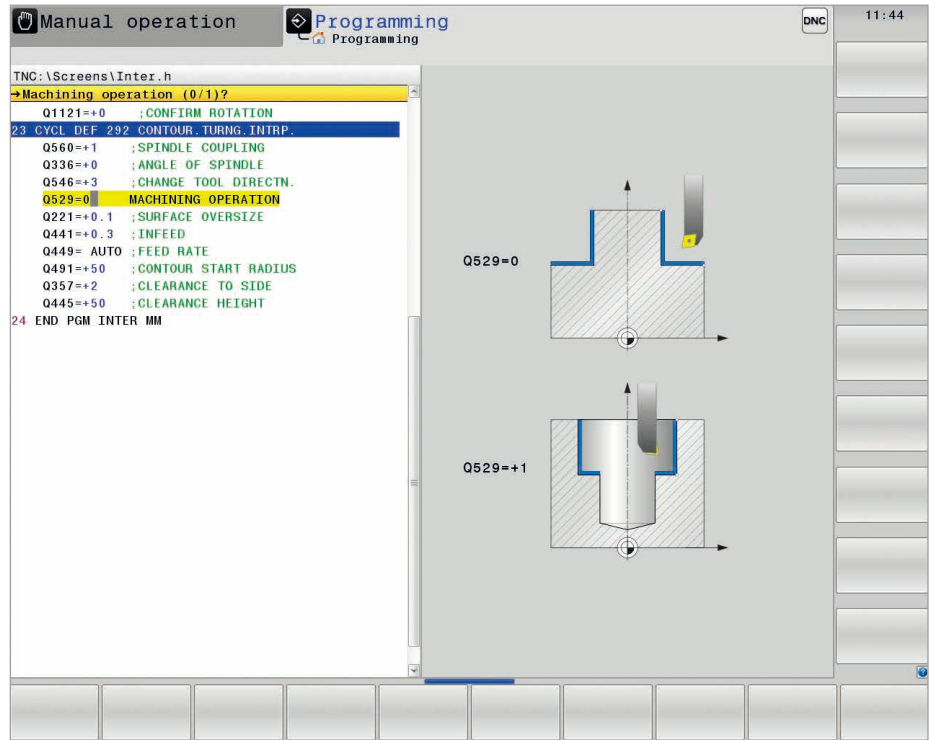 Manual operation
Programming
Programming
DNC
11:44
TNC:\Screens\Inter.h
→Machining operation (0/1)?
Q1121=+0 ;CONFIRM ROTATION
23 CYCL DEF 292 CONTOUR.TURNG.INTRP.
Q560=+1 ;SPINDLE COUPLING
Q336=+0 ;ANGLE OF SPINDLE
Q546=+3 ;CHANGE TOOL DIRECTN.
Q529=0 MACHINING OPERATION
Q221=+0.1 ;SURFACE OVERSIZE
Q441=+0.3 ;INFEED
Q449= AUTO ;FEED RATE
Q491=+50 ;CONTOUR START RADIUS
Q357=+2 ;CLEARANCE TO SIDE
Q445=+50 ;CLEARANCE HEIGHT
24 END PGM INTER MM
Q529=0
Q529=+1